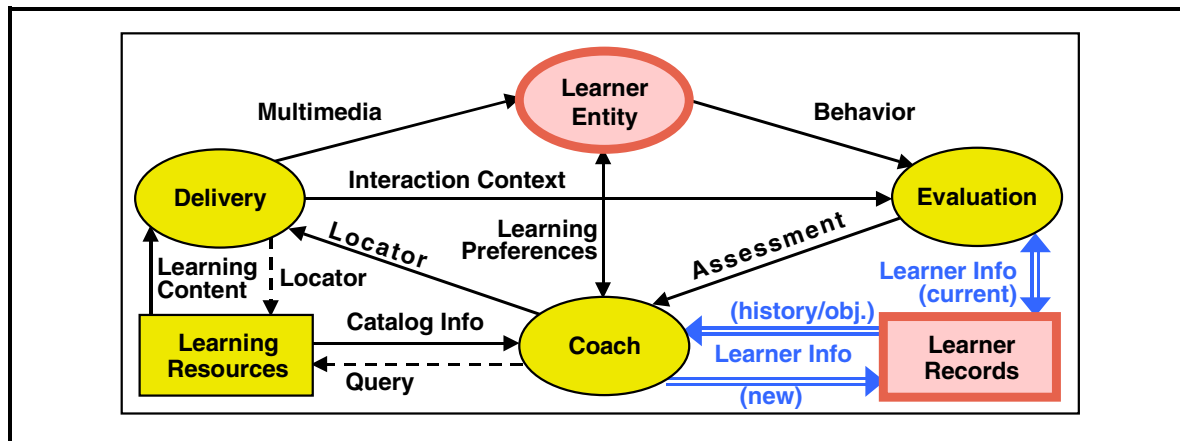 Learner
Entity
Multimedia
Behavior
Delivery
Interaction Context
Evaluation
Locator
Learning
Preferences
Assessment
Learning
Content
Locator
Learner Info
(current)
Learning
Resources
Catalog Info
Query
Coach
(history/obj.)
Learner Info
(new)
Learner
Records